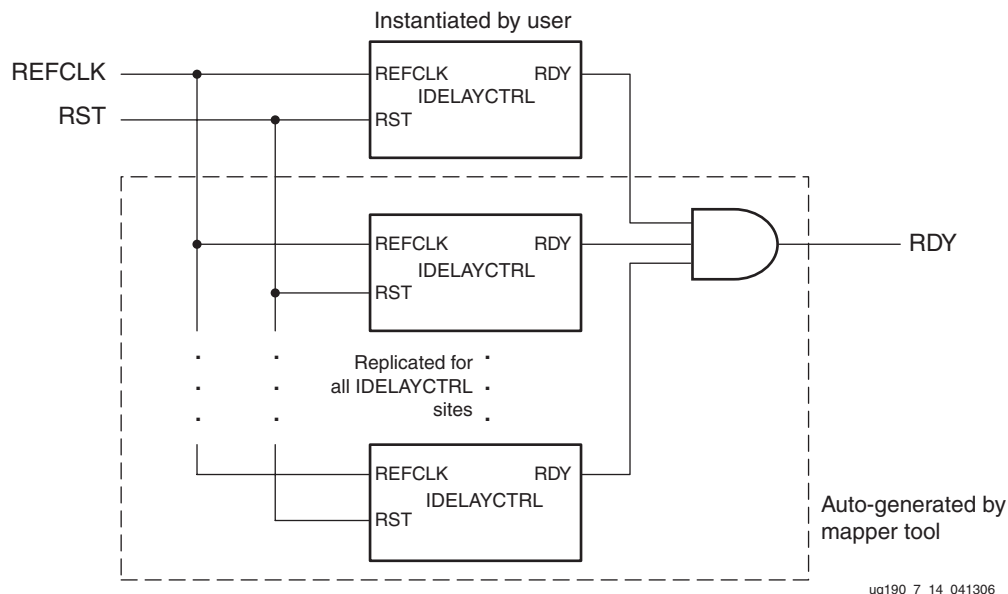 Instantiated by user
REFCLK
RST
REFCLK RDY
IDELAYCTRL
RST
REFCLK RDY
IDELAYCTRL
RST
RDY
Replicated for
all IDELAYCTRL
sites
REFCLK RDY
IDELAYCTRL
RST
Auto-generated by
mapper tool
ug190_7_14_041306